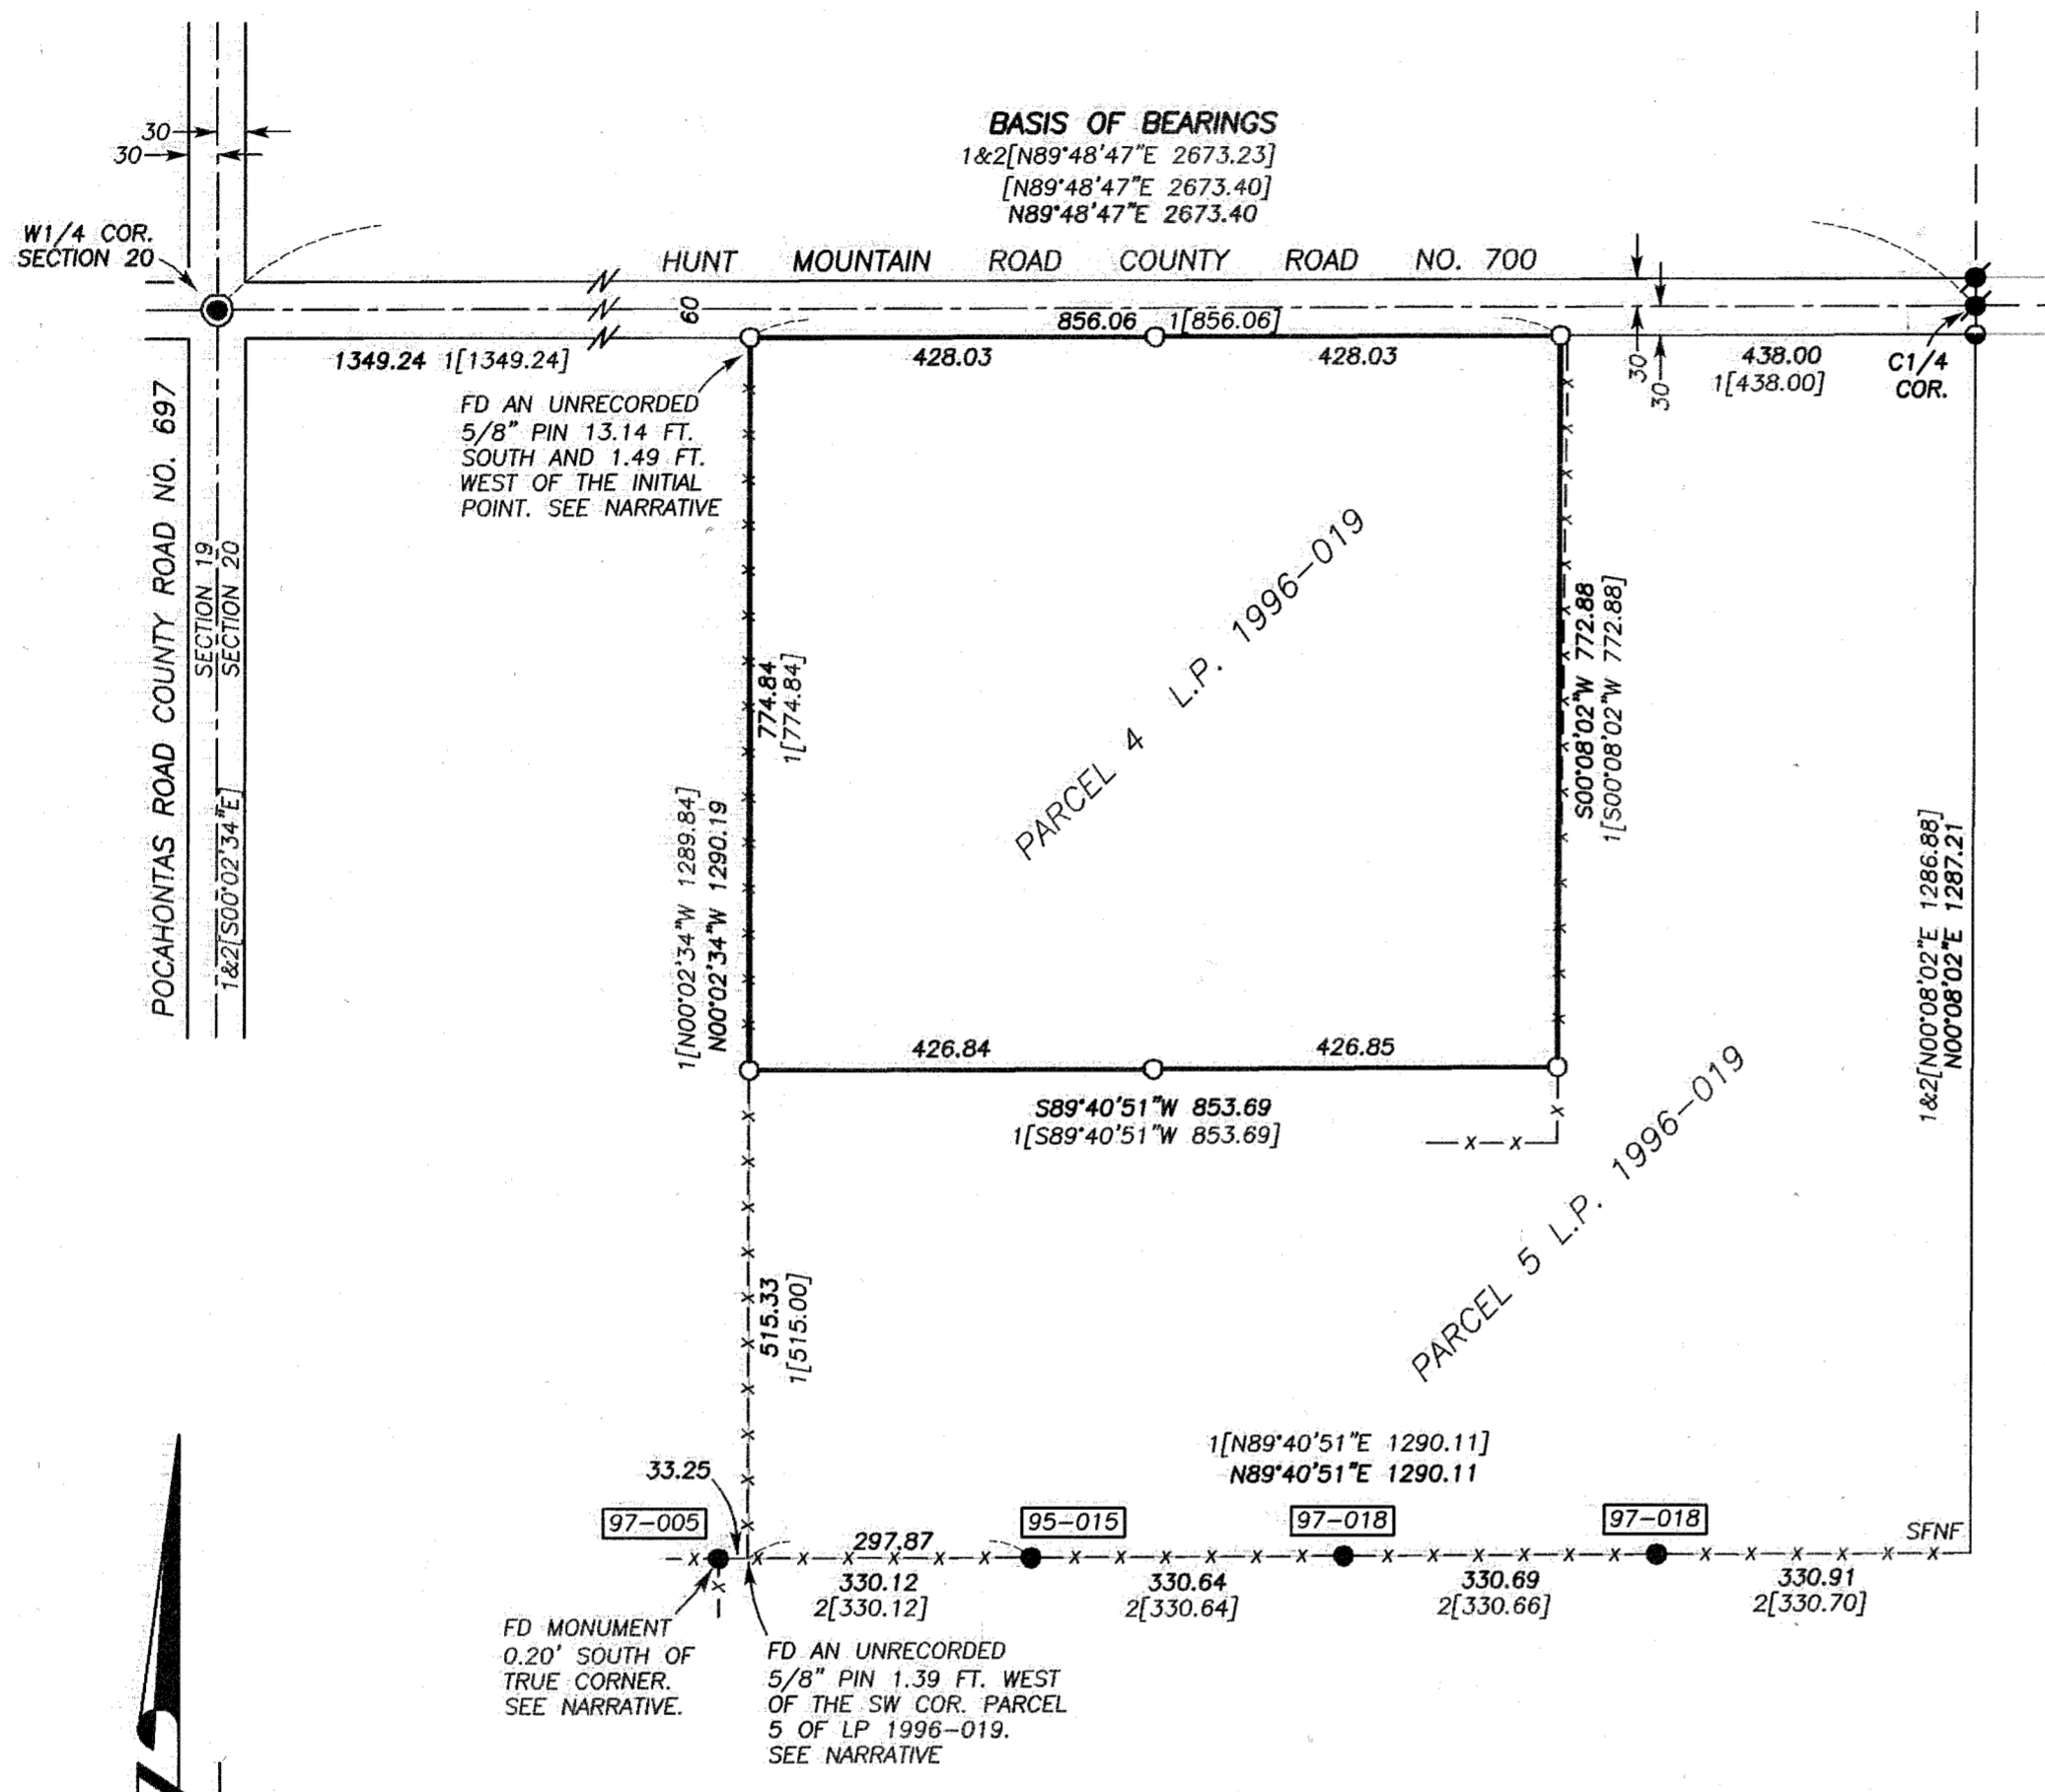 BASIS OF BEARINGS
1&2[N89°48'47"E 2673.23]
[N89°48'47"E 2673.40]
N89°48'47"E 2673.40
30
30
W1/4 COR.
SECTION 20
HUNT MOUNTAIN ROAD COUNTY ROAD NO. 700
60
856.06 1[856.06]
1349.24 1[1349.24]
428.03
428.03
30
30
438.00
1[438.00]
C1/4
COR.
FD AN UNRECORDED
5/8" PIN 13.14 FT.
SOUTH AND 1.49 FT.
WEST OF THE INITIAL
POINT. SEE NARRATIVE
POCAHONTAS ROAD COUNTY ROAD NO. 697
SECTION 19
SECTION 20
1&2[S00°02'34"E]
PARCEL 4 L.P. 1996-019
774.84
1[774.84]
1[N00°02'34"W 1289.84]
N00°02'34"W 1290.19
S00°08'02"W 772.88
1[S00°08'02"W 772.88]
1&2[N00°08'02"E 1286.88]
N00°08'02"E 1287.21
426.84
426.85
S89°40'51"W 853.69
1[S89°40'51"W 853.69]
PARCEL 5 L.P. 1996-019
515.33
1[515.00]
1[N89°40'51"E 1290.11]
N89°40'51"E 1290.11
33.25
97-005
95-015
97-018
97-018
SFNF
297.87
330.12
2[330.12]
330.64
2[330.64]
330.69
2[330.66]
330.91
2[330.70]
FD MONUMENT
0.20' SOUTH OF
TRUE CORNER.
SEE NARRATIVE.
FD AN UNRECORDED
5/8" PIN 1.39 FT. WEST
OF THE SW COR. PARCEL
5 OF LP 1996-019.
SEE NARRATIVE